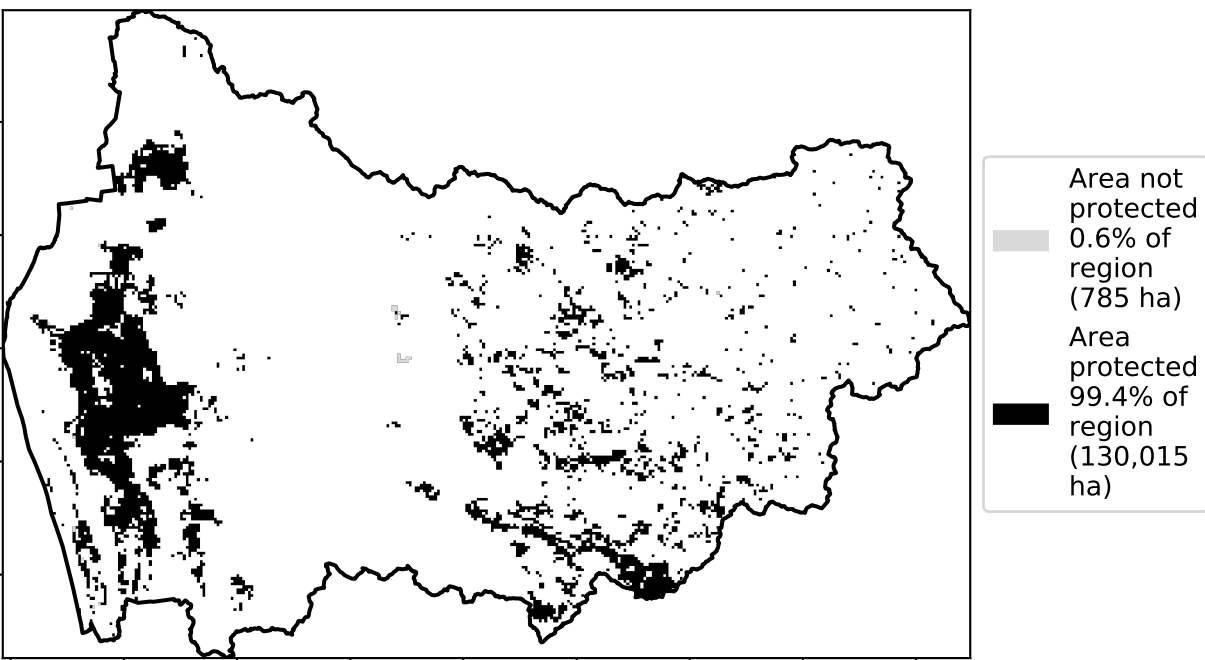 Area not
protected
0.6% of
region
(785 ha)
Area
protected
99.4% of
region
(130,015
ha)